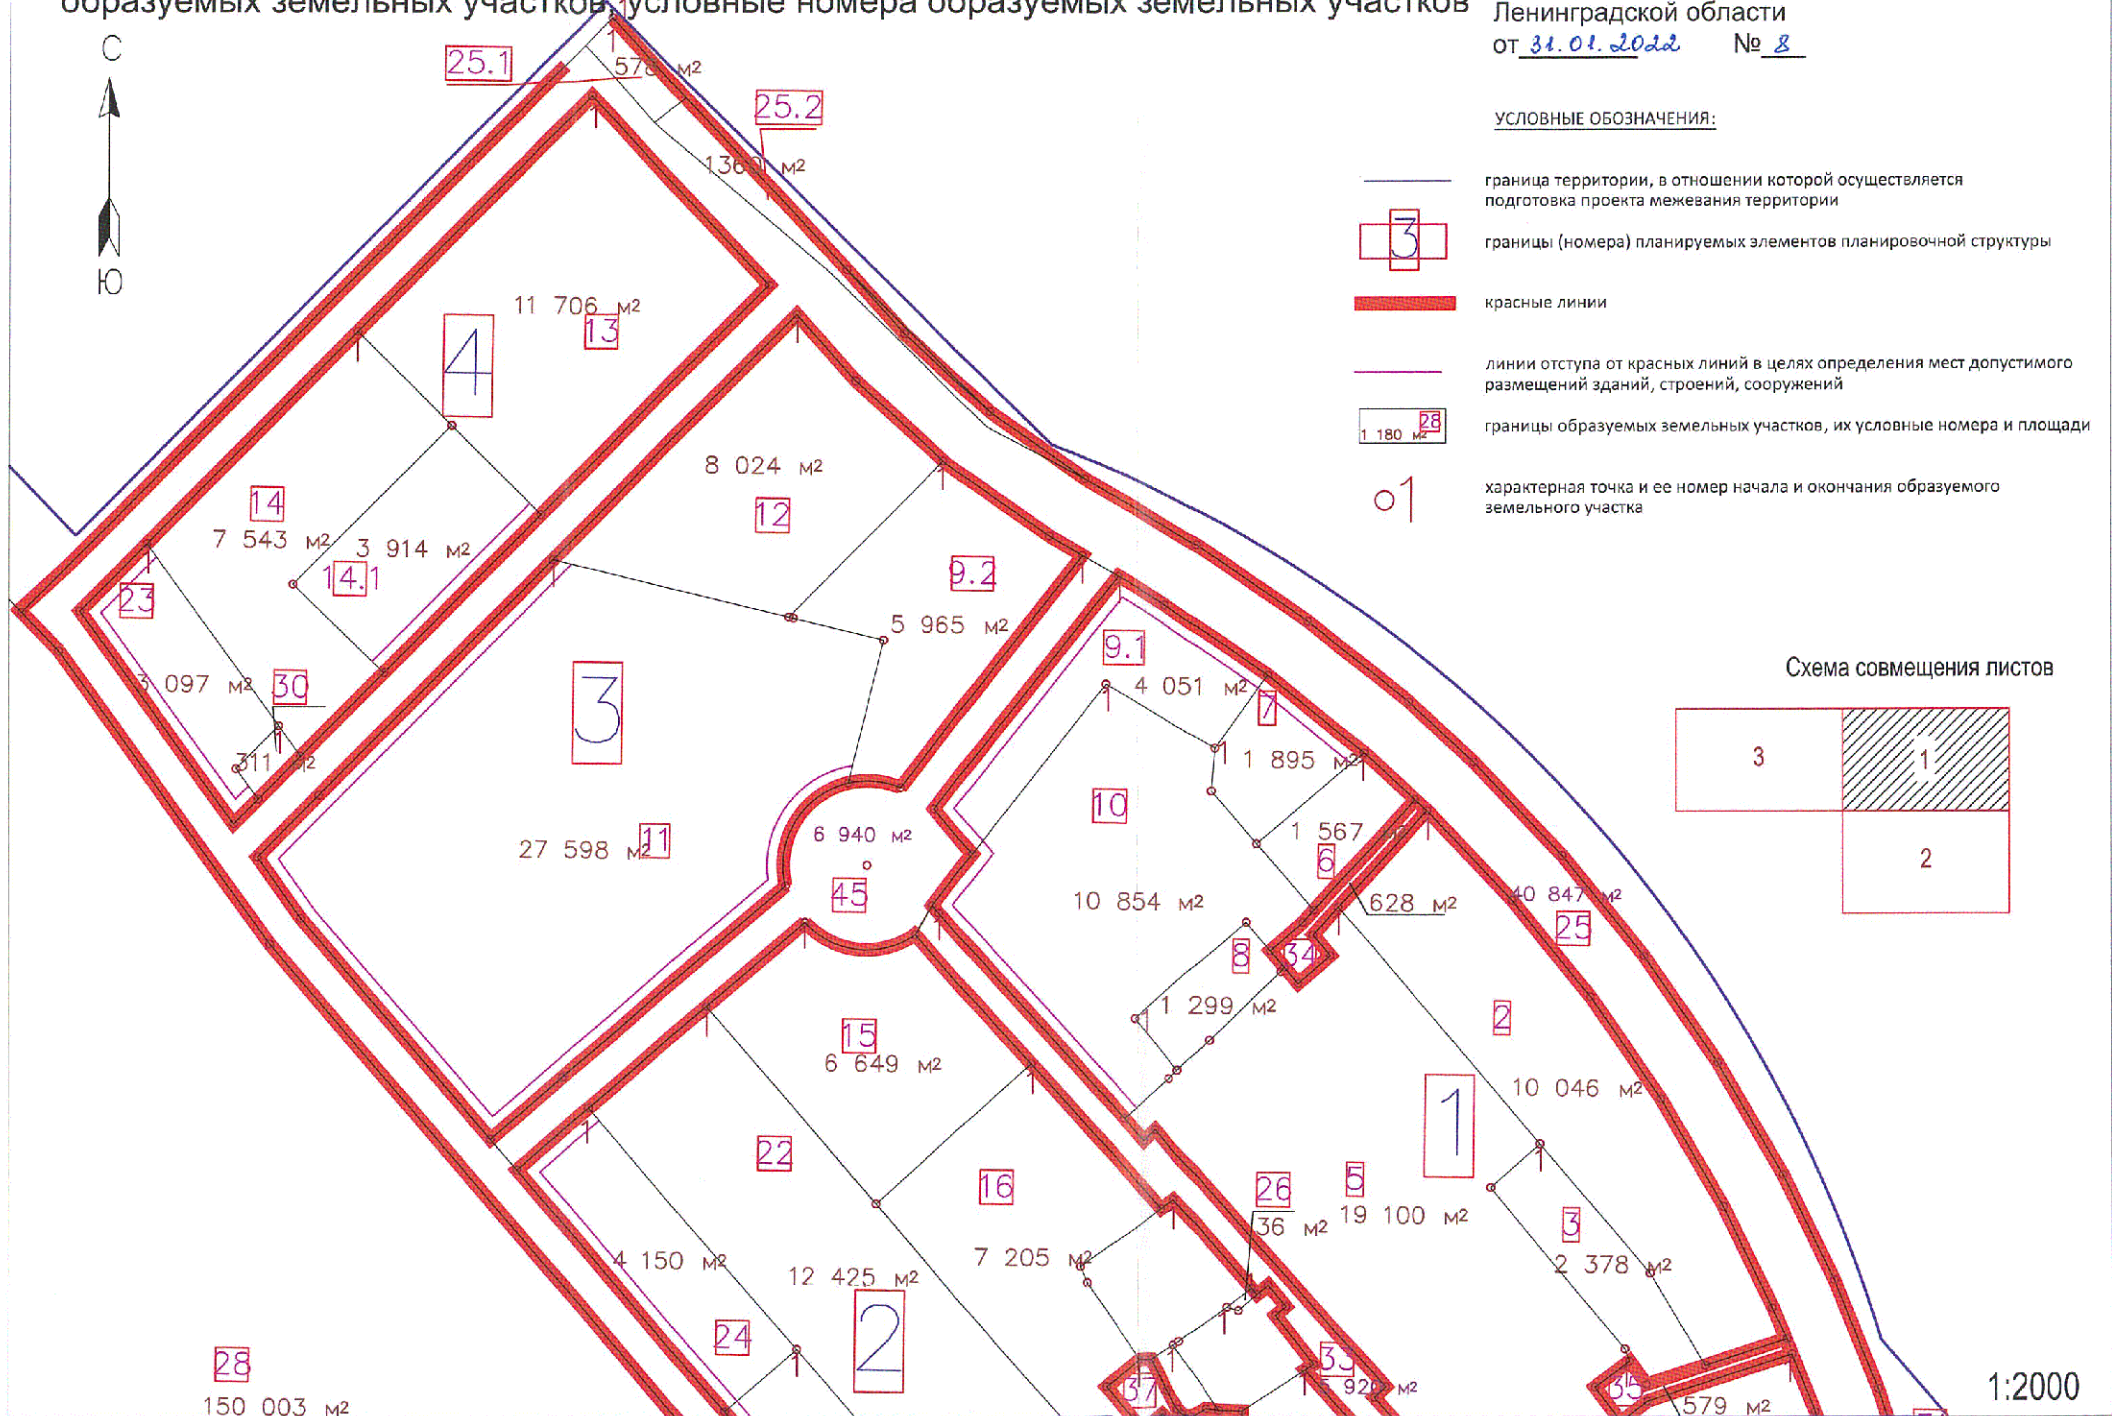 образуемых земельных участков, условные номера образуемых земельных участков
Ленинградской области
от 31.01.2022 № 8
С
Ю
УСЛОВНЫЕ ОБОЗНАЧЕНИЯ:
граница территории, в отношении которой осуществляется
подготовка проекта межевания территории
3
границы (номера) планируемых элементов планировочной структуры
красные линии
линии отступа от красных линий в целях определения мест допустимого
размещений зданий, строений, сооружений
28
1 180 м2
границы образуемых земельных участков, их условные номера и площади
1
характерная точка и ее номер начала и окончания образуемого
земельного участка
Схема совмещения листов
3
1
2
1:2000
25.1
м2
25.2
м2
11 706 м2
13
4
14
7 543 м2
3 914 м2
14.1
23
3 097 м2
30
311 м2
8 024 м2
12
9.2
5 965 м2
3
27 598 м2
11
6 940 м2
45
9.1
4 051 м2
7
1 895 м2
10
10 854 м2
1 567
6
628 м2
8
34
1 299 м2
40 847 м2
25
2
10 046 м2
1
15
6 649 м2
22
16
26
36 м2
5
19 100 м2
3
2 378 м2
4 150 м2
12 425 м2
7 205 м2
2
24
28
150 003 м2
33
м2
37
35
579 м2